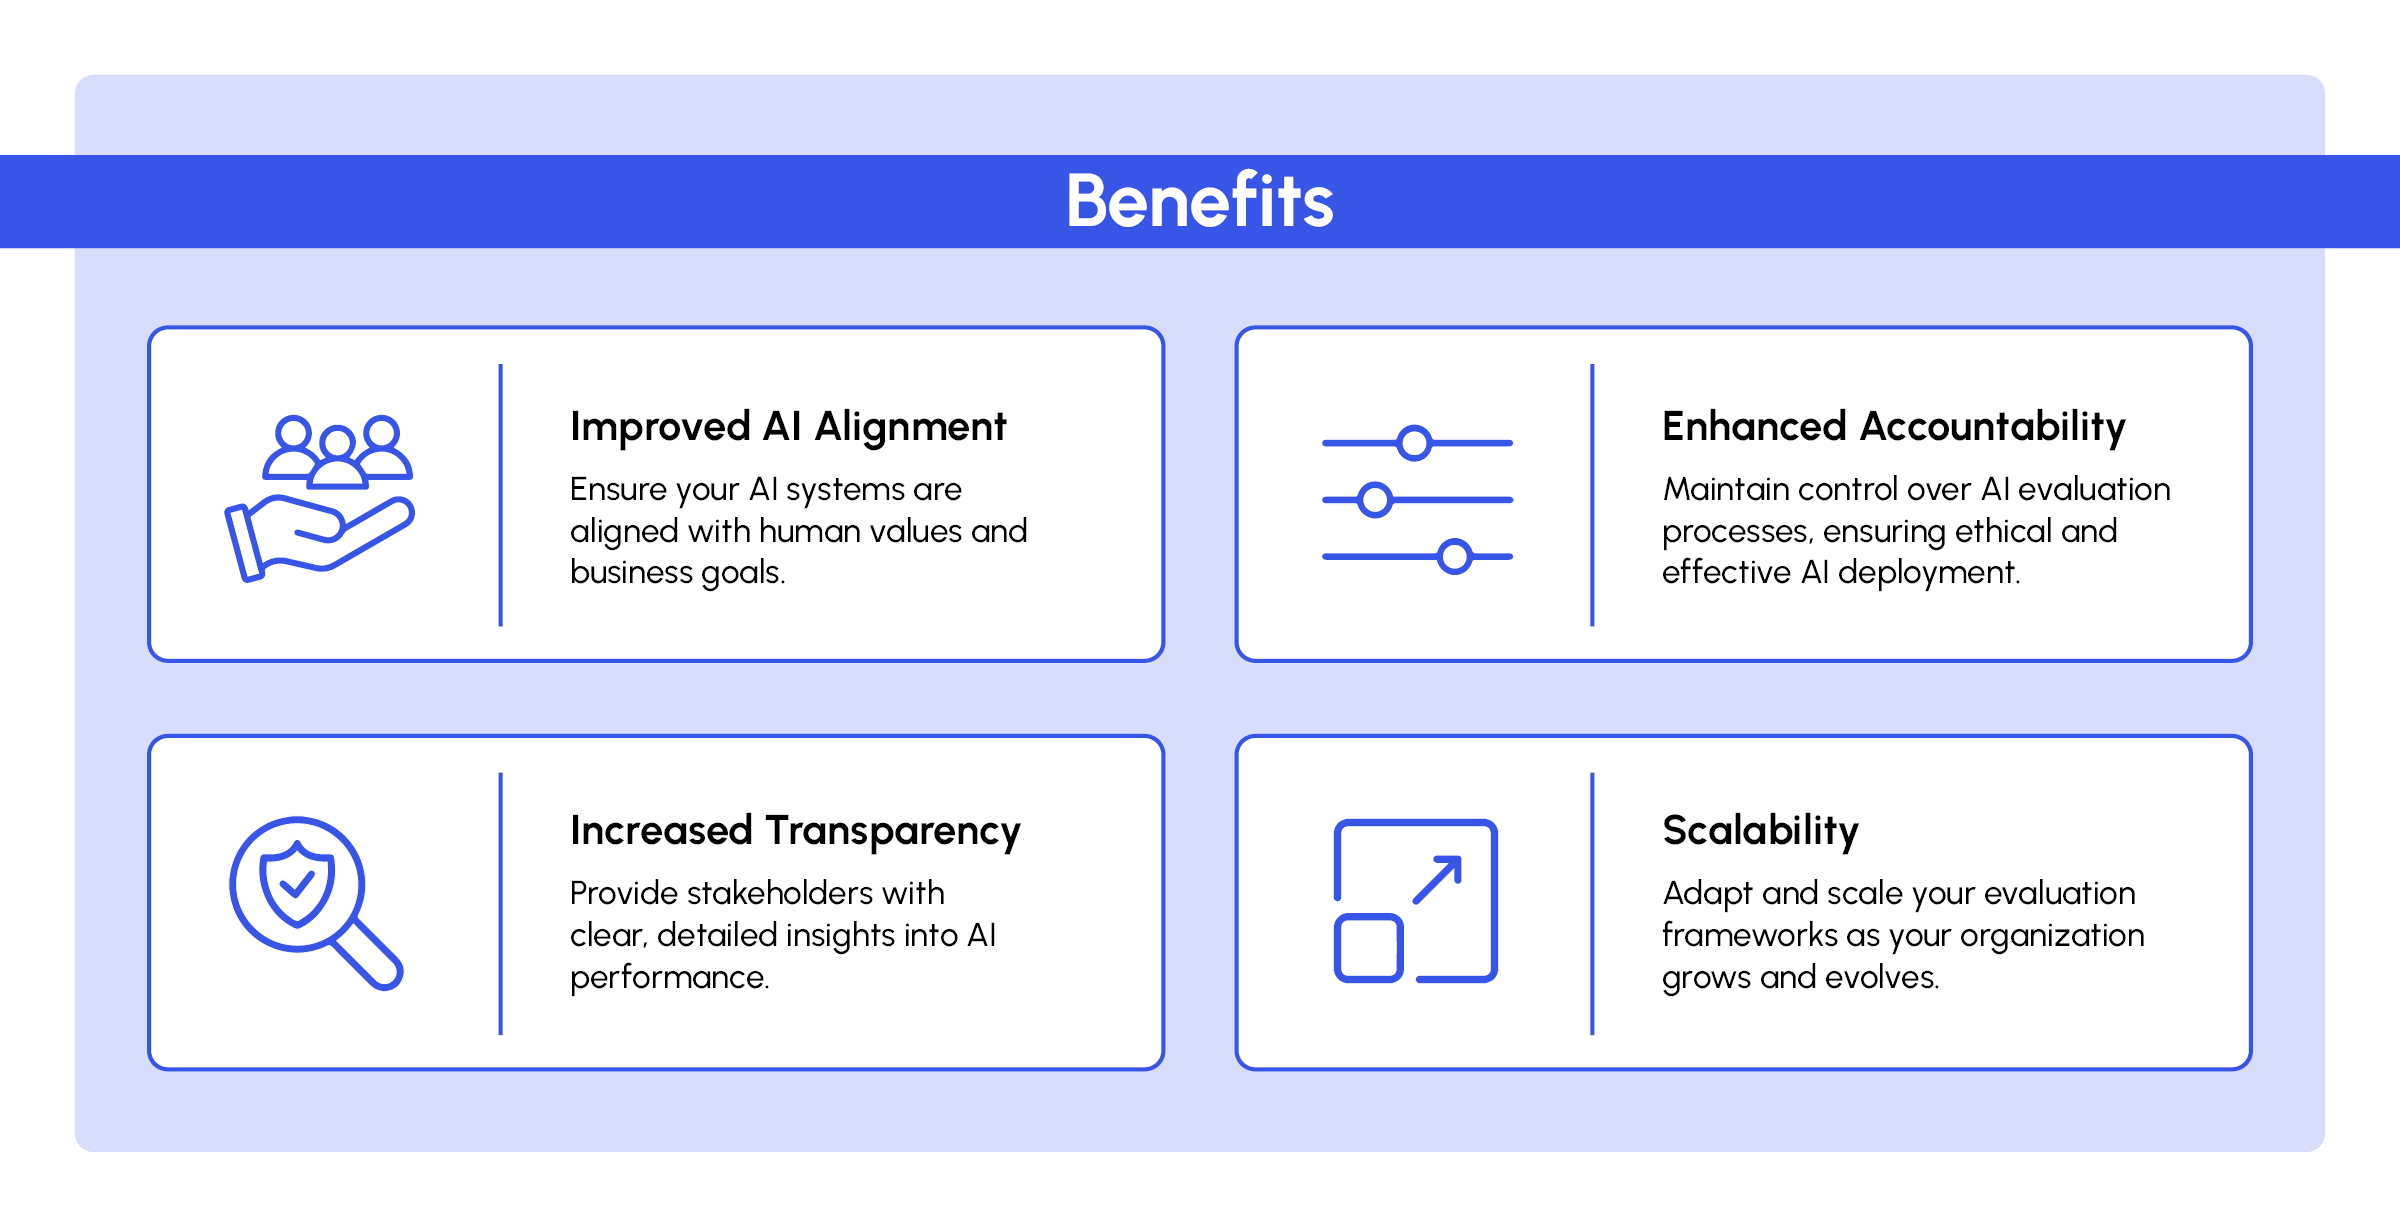 Benefits
Improved AI Alignment
Ensure your AI systems are
aligned with human values and
business goals.
Enhanced Accountability
Maintain control over AI evaluation
processes, ensuring ethical and
effective AI deployment.
Increased Transparency
Provide stakeholders with
clear, detailed insights into AI
performance.
Scalability
Adapt and scale your evaluation
frameworks as your organization
grows and evolves.